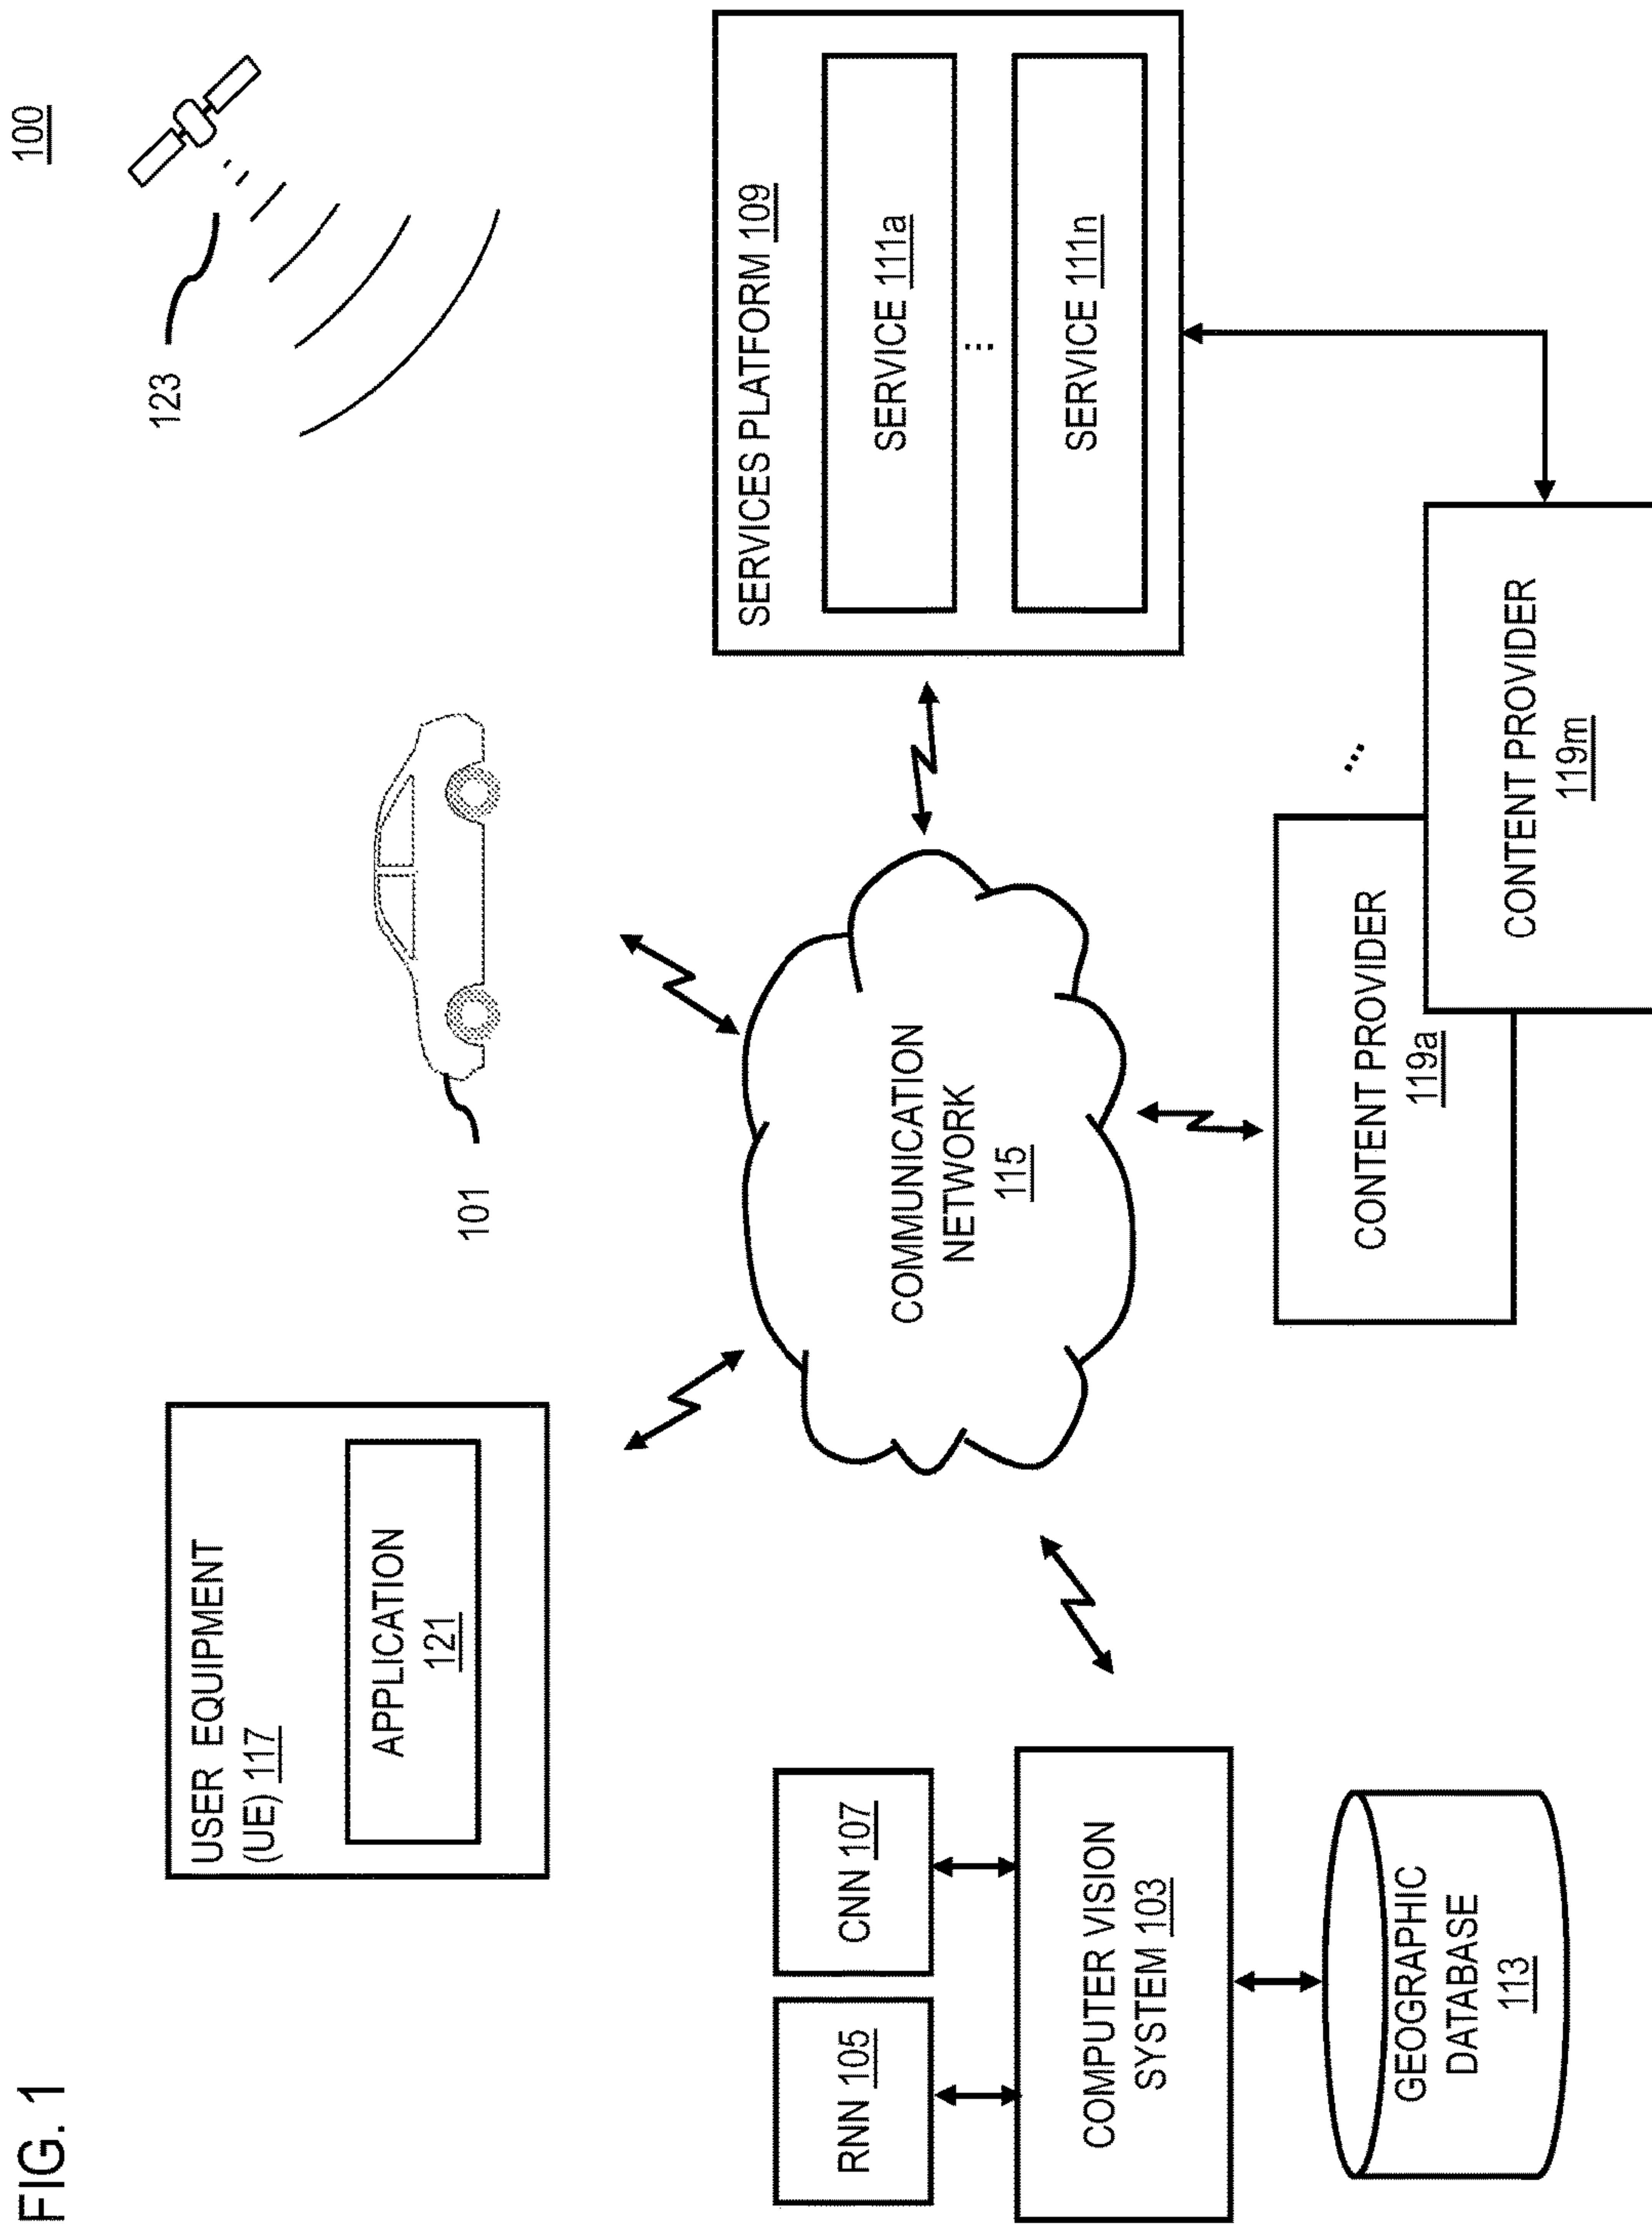 FIG. 1
100
USER EQUIPMENT
(UE) 117
APPLICATION
121
101
123
RNN 105
CNN 107
COMPUTER VISION
SYSTEM 103
GEOGRAPHIC
DATABASE
113
COMMUNICATION
NETWORK
115
SERVICES PLATFORM 109
SERVICE 111a
...
SERVICE 111n
CONTENT PROVIDER
119a
...
CONTENT PROVIDER
119m